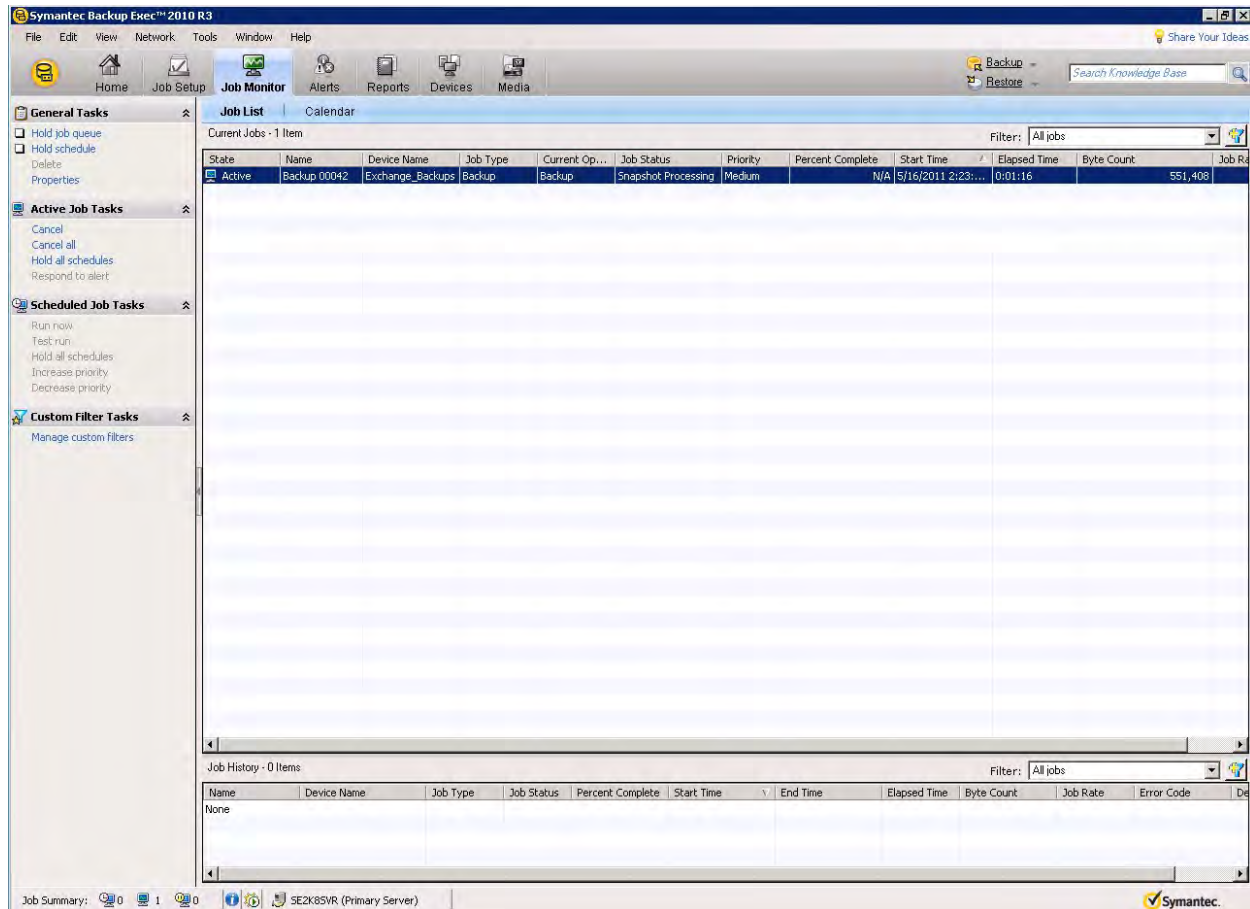 Symantec Backup Exec™ 2010 R3
File Edit View Network Tools Window Help
Share Your Ideas
Home Job Setup Job Monitor Alerts Reports Devices Media
Backup
Restore
Search Knowledge Base
General Tasks
Hold job queue
Hold schedule
Delete
Properties
Active Job Tasks
Cancel
Cancel all
Hold all schedules
Respond to alert
Scheduled Job Tasks
Run now
Test run
Hold all schedules
Increase priority
Decrease priority
Custom Filter Tasks
Manage custom filters
Job List Calendar
Current Jobs - 1 Item
Filter: All jobs
State Name Device Name Job Type Current Op... Job Status Priority Percent Complete Start Time Elapsed Time Byte Count Job Ra
Active Backup 00042 Exchange_Backups Backup Backup Snapshot Processing Medium N/A 5/16/2011 2:23:... 0:01:16 551,408
Job History - 0 Items
Filter: All jobs
Name Device Name Job Type Job Status Percent Complete Start Time End Time Elapsed Time Byte Count Job Rate Error Code De
None
Job Summary: 0 1 0 SE2K8SVR (Primary Server)
Symantec.